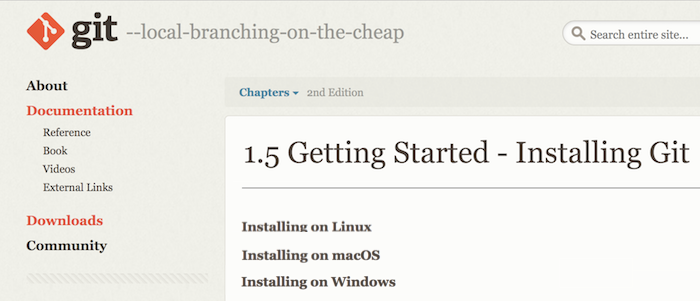 git --local-branching-on-the-cheap
Search entire site...
About
Documentation
Reference
Book
Videos
External Links
Downloads
Community
Chapters 2nd Edition
1.5 Getting Started - Installing Git
Installing on Linux
Installing on macOS
Installing on Windows